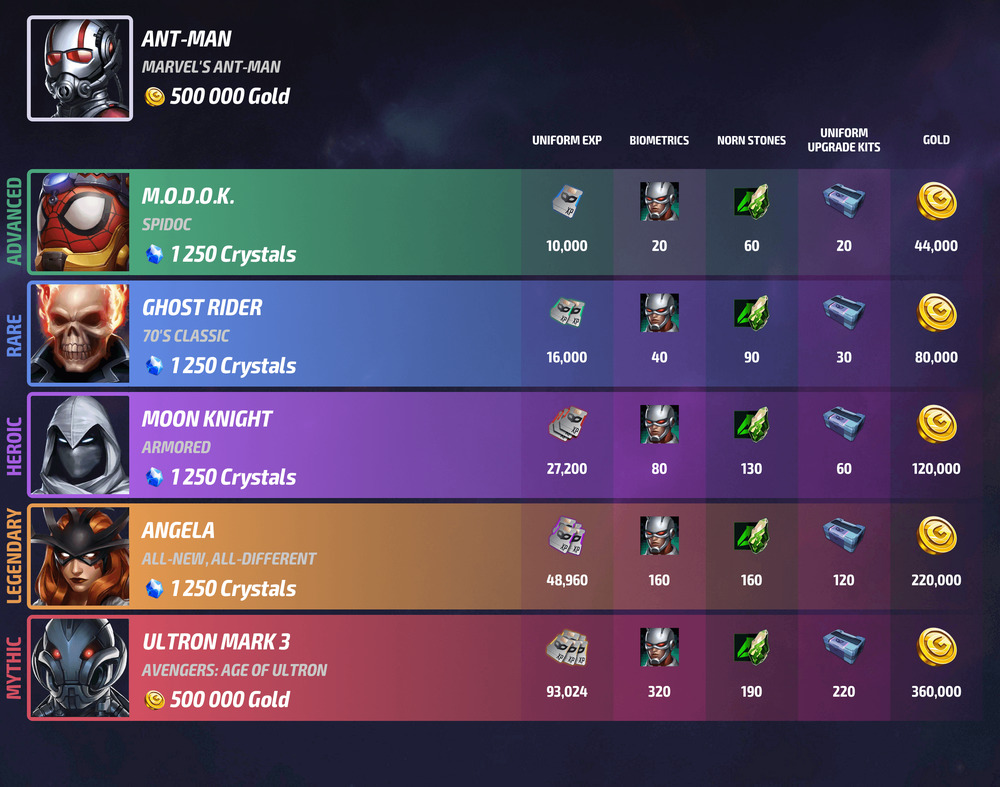 ANT-MAN
MARVEL'S ANT-MAN
500 000 Gold
UNIFORM EXP
BIOMETRICS
NORN STONES
UNIFORM
UPGRADE KITS
GOLD
ADVANCED
M.O.D.O.K.
SPIDOC
1 250 Crystals
10,000
20
60
20
44,000
RARE
GHOST RIDER
70'S CLASSIC
1 250 Crystals
16,000
40
90
30
80,000
HEROIC
MOON KNIGHT
ARMORED
1 250 Crystals
27,200
80
130
60
120,000
LEGENDARY
ANGELA
ALL-NEW, ALL-DIFFERENT
1 250 Crystals
48,960
160
160
120
220,000
MYTHIC
ULTRON MARK 3
AVENGERS: AGE OF ULTRON
500 000 Gold
93,024
320
190
220
360,000